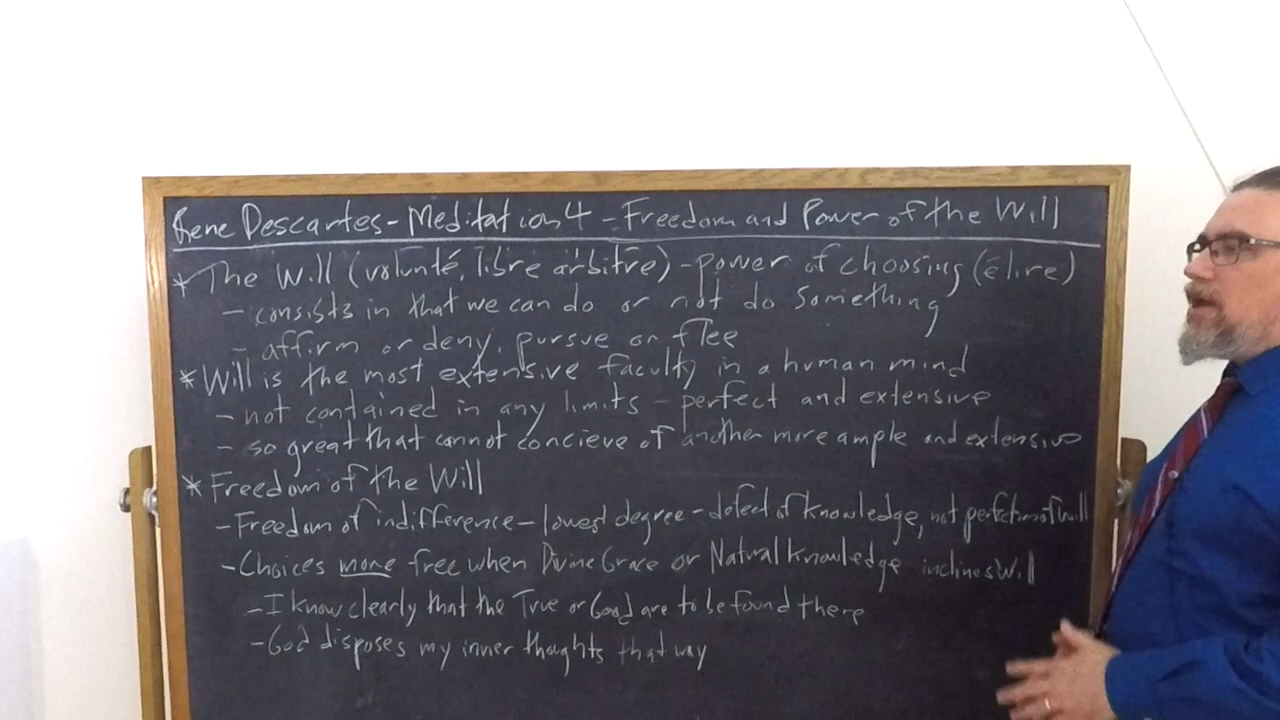 Rene Descartes - Meditation 4 - Freedom and Power of the Will
* The Will (volunté, libre arbitre) - power of choosing (élire)
- consists in that we can do or not do something
- affirm or deny, pursue or flee
* Will is the most extensive faculty in a human mind
- not contained in any limits - perfect and extensive
- so great that cannot concieve of another more ample and extensive
* Freedom of the Will
- Freedom of indifference - lowest degree - defect of knowledge, not perfection of will
- Choices more free when Divine Grace or Natural knowledge inclines Will
- I know clearly that the True or Good are to be found there
- God disposes my inner thoughts that way